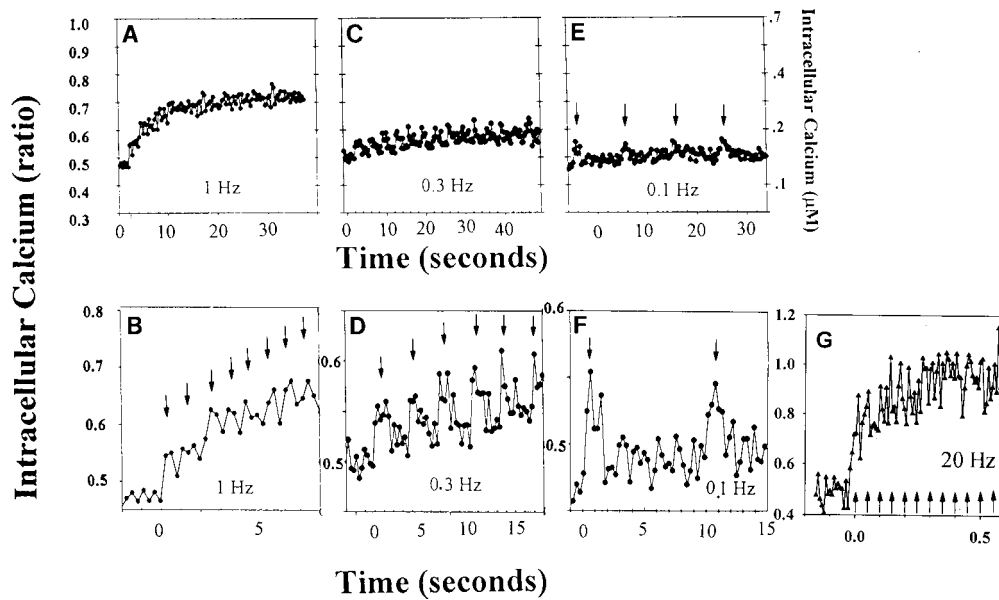 Intracellular Calcium (ratio)
A
1.0
0.9
0.8
0.7
0.6
0.5
0.4
0.3
1 Hz
0 10 20 30
C
0.3 Hz
0 10 20 30 40
E
0.1 Hz
0 10 20 30
.7
.4
.2
.1
Intracellular Calcium (μM)
Time (seconds)
B
0.8
0.7
0.6
0.5
1 Hz
0 5
D
0.6
0.5
0.3 Hz
0 5 10 15
F
0.6
0.5
0.1 Hz
0 5 10 15
G
1.2
1.0
0.8
0.6
0.4
20 Hz
0.0 0.5
Time (seconds)